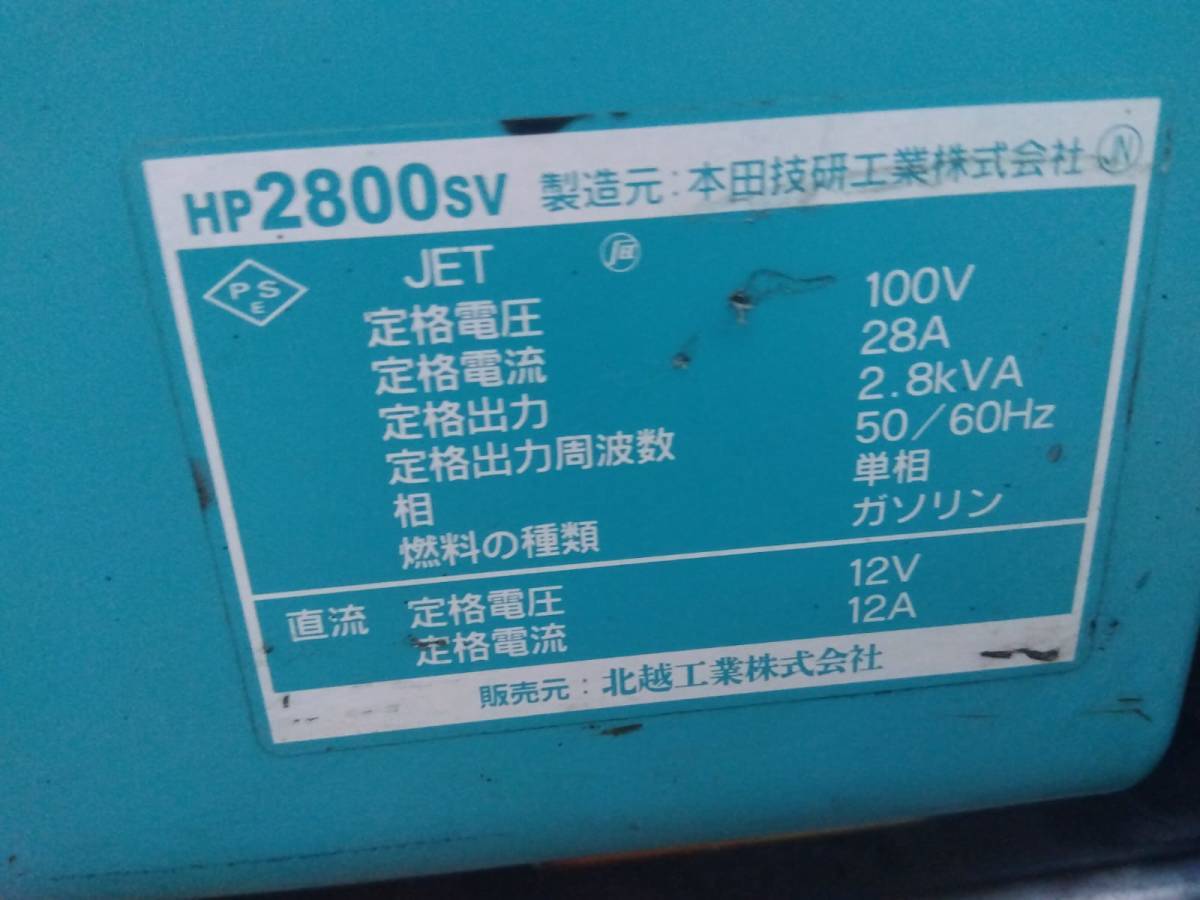 HP2800SV 製造元:本田技研工業株式会社 JN
PSE JET JET
定格電圧 100V
定格電流 28A
定格出力 2.8kVA
定格出力周波数 50/60Hz
相 単相
燃料の種類 ガソリン
直流 定格電圧 12V
定格電流 12A
販売元:北越工業株式会社